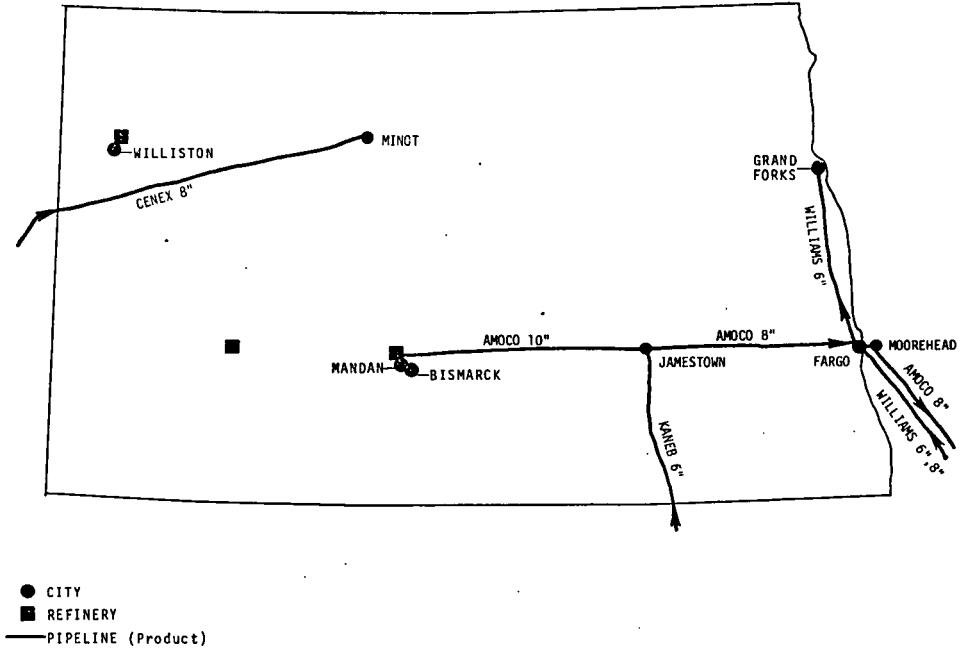 MINOT
WILLISTON
CENEX 8"
GRAND
FORKS
WILLIAMS 6"
AMOCO 10"
AMOCO 8"
MANDAN
BISMARCK
JAMESTOWN
FARGO
MOOREHEAD
AMOCO 8"
WILLIAMS 6",8"
KANEB 6"
CITY
REFINERY
PIPELINE (Product)